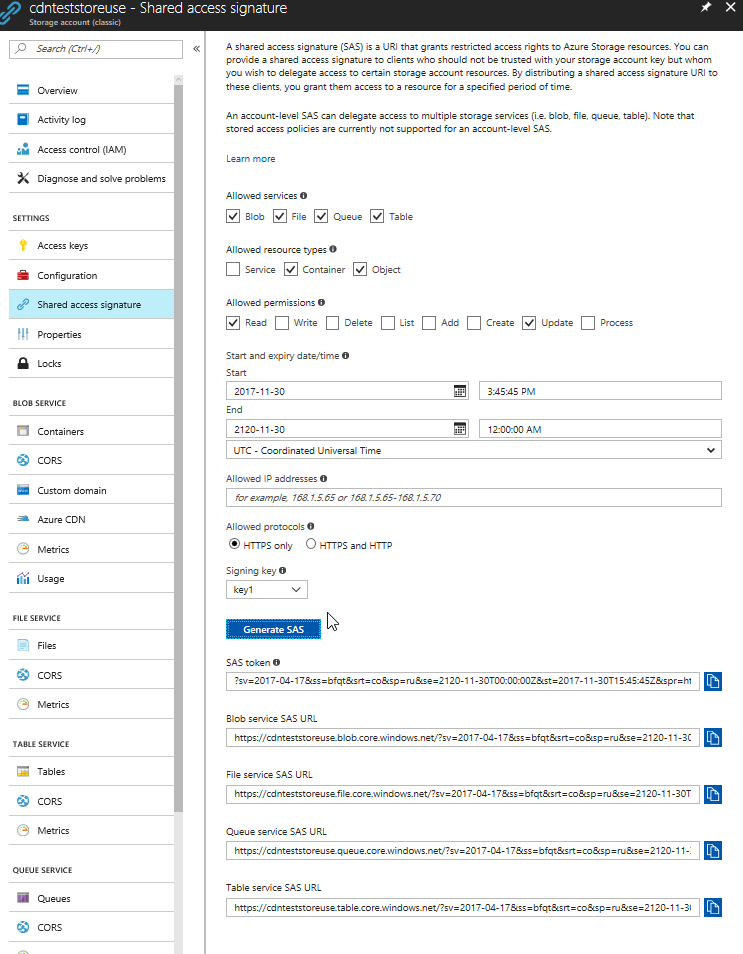 cdnteststoreuse - Shared access signature
Storage account (classic)
Search (Ctrl+/)
«
Overview
Activity log
Access control (IAM)
Diagnose and solve problems
SETTINGS
Access keys
Configuration
Shared access signature
Properties
Locks
BLOB SERVICE
Containers
CORS
Custom domain
Azure CDN
Metrics
Usage
FILE SERVICE
Files
CORS
Metrics
TABLE SERVICE
Tables
CORS
Metrics
QUEUE SERVICE
Queues
CORS
A shared access signature (SAS) is a URI that grants restricted access rights to Azure Storage resources. You can
provide a shared access signature to clients who should not be trusted with your storage account key but whom
you wish to delegate access to certain storage account resources. By distributing a shared access signature URI to
these clients, you grant them access to a resource for a specified period of time.
An account-level SAS can delegate access to multiple storage services (i.e. blob, file, queue, table). Note that
stored access policies are currently not supported for an account-level SAS.
Learn more
Allowed services
Blob File Queue Table
Allowed resource types
Service Container Object
Allowed permissions
Read Write Delete List Add Create Update Process
Start and expiry date/time
Start
2017-11-30 3:45:45 PM
End
2120-11-30 12:00:00 AM
UTC - Coordinated Universal Time
Allowed IP addresses
for example, 168.1.5.65 or 168.1.5.65-168.1.5.70
Allowed protocols
HTTPS only HTTPS and HTTP
Signing key
key1
Generate SAS
SAS token
?sv=2017-04-17&ss=bfqt&srt=co&sp=ru&se=2120-11-30T00:00:00Z&st=2017-11-30T15:45:45Z&spr=ht
Blob service SAS URL
https://cdnteststoreuse.blob.core.windows.net/?sv=2017-04-17&ss=bfqt&srt=co&sp=ru&se=2120-11-30
File service SAS URL
https://cdnteststoreuse.file.core.windows.net/?sv=2017-04-17&ss=bfqt&srt=co&sp=ru&se=2120-11-30T
Queue service SAS URL
https://cdnteststoreuse.queue.core.windows.net/?sv=2017-04-17&ss=bfqt&srt=co&sp=ru&se=2120-11-
Table service SAS URL
https://cdnteststoreuse.table.core.windows.net/?sv=2017-04-17&ss=bfqt&srt=co&sp=ru&se=2120-11-30